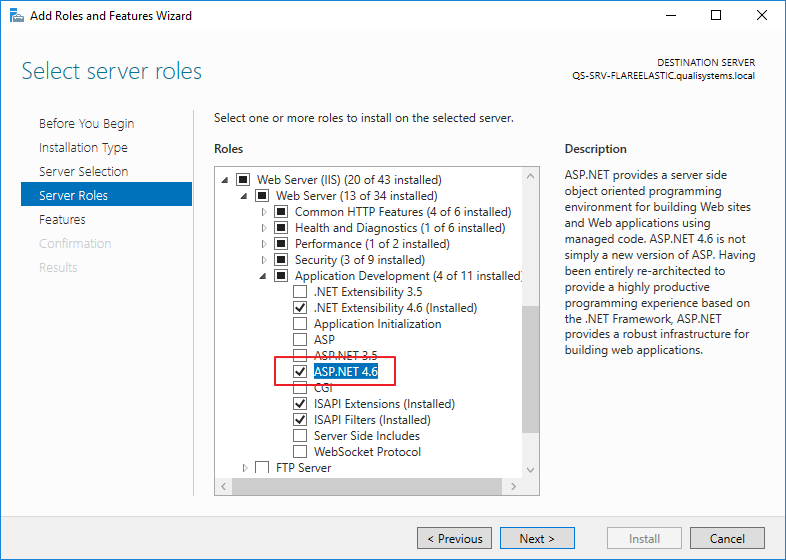 Add Roles and Features Wizard
Select server roles
DESTINATION SERVER
QS-SRV-FLAREELASTIC.qualisystems.local
Before You Begin
Installation Type
Server Selection
Server Roles
Features
Confirmation
Results
Select one or more roles to install on the selected server.
Roles
Web Server (IIS) (20 of 43 installed)
Web Server (13 of 34 installed)
Common HTTP Features (4 of 6 installed)
Health and Diagnostics (1 of 6 installed)
Performance (1 of 2 installed)
Security (3 of 9 installed)
Application Development (4 of 11 installed)
.NET Extensibility 3.5
.NET Extensibility 4.6 (Installed)
Application Initialization
ASP
ASP.NET 3.5
ASP.NET 4.6
CGI
ISAPI Extensions (Installed)
ISAPI Filters (Installed)
Server Side Includes
WebSocket Protocol
FTP Server
Description
ASP.NET provides a server side
object oriented programming
environment for building Web sites
and Web applications using
managed code. ASP.NET 4.6 is not
simply a new version of ASP. Having
been entirely re-architected to
provide a highly productive
programming experience based on
the .NET Framework, ASP.NET
provides a robust infrastructure for
building web applications.
< Previous
Next >
Install
Cancel